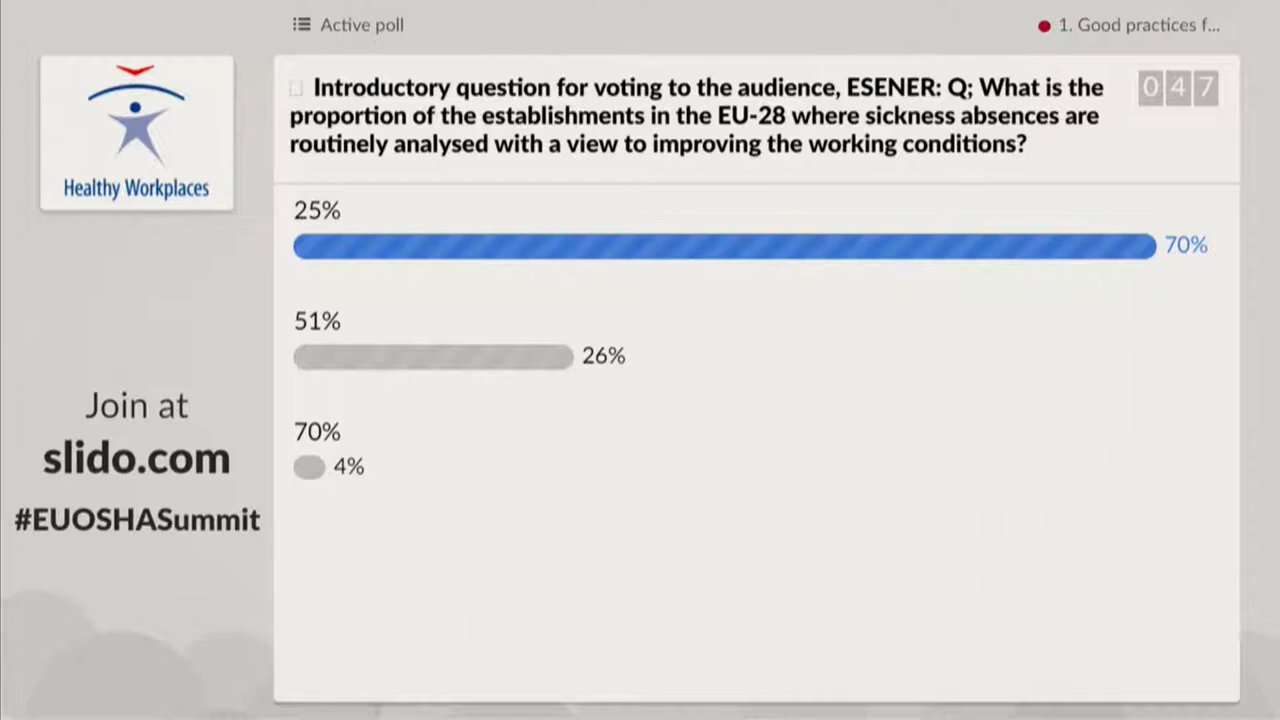 Active poll
1. Good practices f...
Healthy Workplaces
Introductory question for voting to the audience, ESENER: Q; What is the
proportion of the establishments in the EU-28 where sickness absences are
routinely analysed with a view to improving the working conditions?
047
25%
70%
51%
26%
70%
4%
Join at
slido.com
#EUOSHASummit